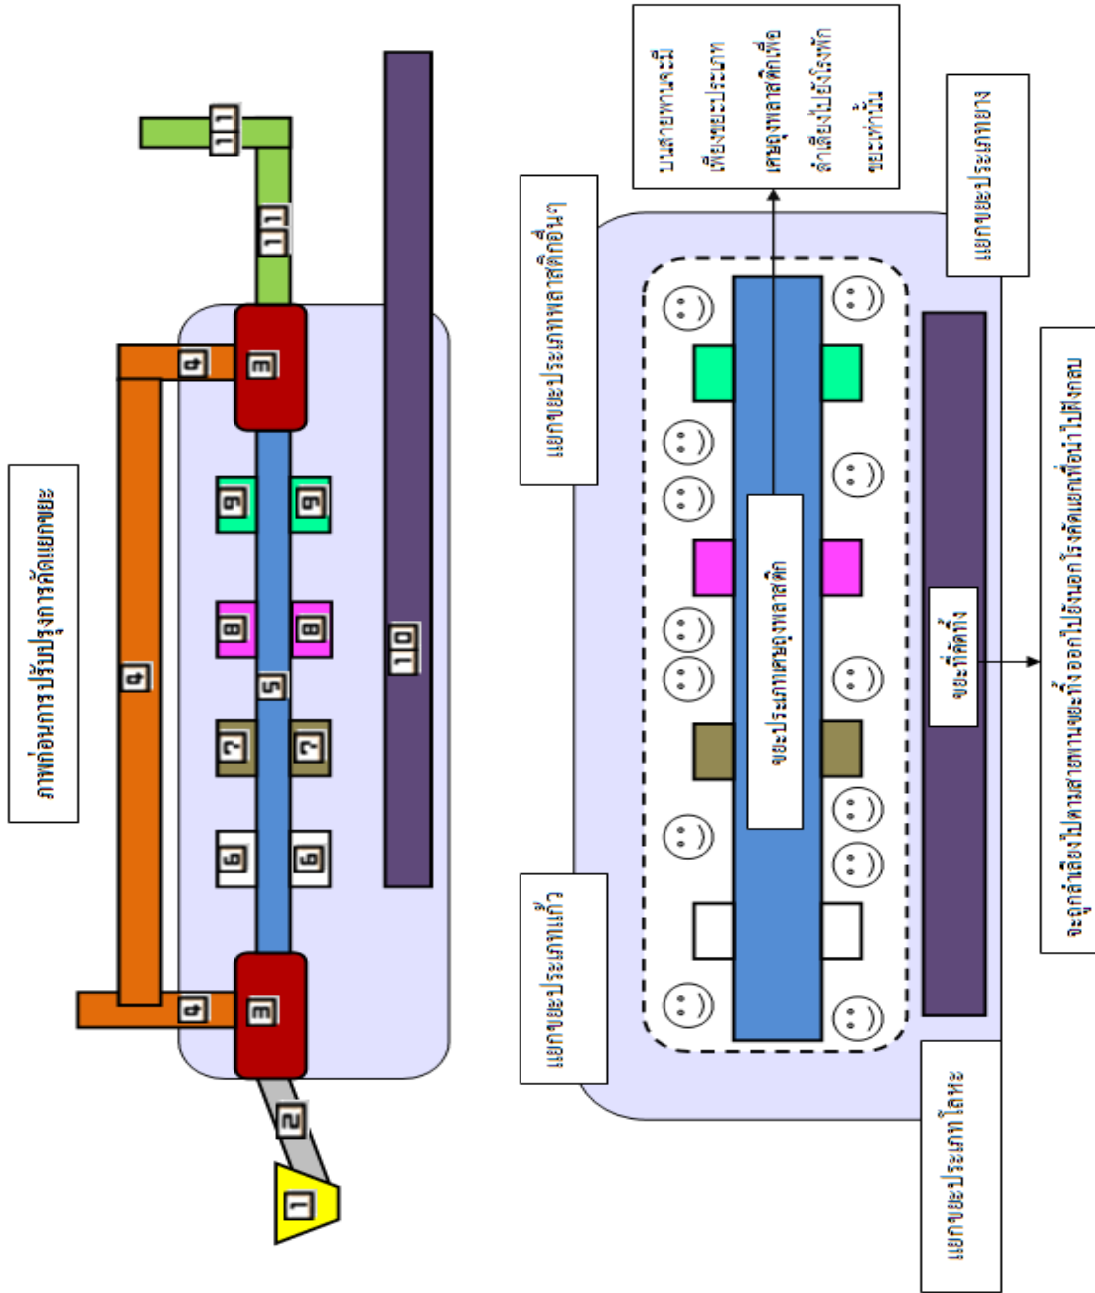 ภาพก่อนการปรับปรุงการคัดแยกขยะ
4
4 4
11
6 7 8 9
3 3
5 11
2
1
6 7 8 9
10
แยกขยะประเภทแก้ว
แยกขยะประเภทพลาสติกอื่นๆ
บนสายพานจะมี
เพียงขยะประเภท
เศษถุงพลาสติกเพื่อ
ลำเลียงไปยังโรงพัก
ขยะเท่านั้น
ขยะประเภทเศษถุงพลาสติก
แยกขยะประเภทโลหะ
ขยะที่คัดทิ้ง
แยกขยะประเภทยาง
จะถูกลำเลียงไปตามสายพานขยะทิ้ง ออกไปยังนอกโรงคัดแยกเพื่อนำไปฝังกลบ